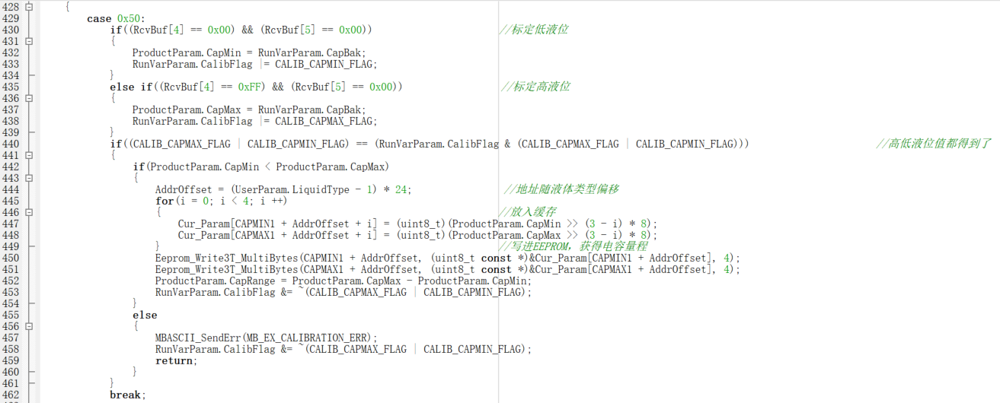 428 {
429 case 0x50:
430 if((RcvBuf[4] == 0x00) && (RcvBuf[5] == 0x00)) //标定低液位
431 {
432 ProductParam.CapMin = RunVarParam.CapBak;
433 RunVarParam.CalibFlag |= CALIB_CAPMIN_FLAG;
434 }
435 else if((RcvBuf[4] == 0xFF) && (RcvBuf[5] == 0x00)) //标定高液位
436 {
437 ProductParam.CapMax = RunVarParam.CapBak;
438 RunVarParam.CalibFlag |= CALIB_CAPMAX_FLAG;
439 }
440 if((CALIB_CAPMAX_FLAG | CALIB_CAPMIN_FLAG) == (RunVarParam.CalibFlag & (CALIB_CAPMAX_FLAG | CALIB_CAPMIN_FLAG))) //高低液位值都得到了
441 {
442 if(ProductParam.CapMin < ProductParam.CapMax)
443 {
444 AddrOffset = (UserParam.LiquidType - 1) * 24; //地址随液体类型偏移
445 for(i = 0; i < 4; i ++)
446 { //放入缓存
447 Cur_Param[CAPMIN1 + AddrOffset + i] = (uint8_t)(ProductParam.CapMin >> (3 - i) * 8);
448 Cur_Param[CAPMAX1 + AddrOffset + i] = (uint8_t)(ProductParam.CapMax >> (3 - i) * 8);
449 } //写进EEPROM, 获得电容量程
450 Eeprom_Write3T_MultiBytes(CAPMIN1 + AddrOffset, (uint8_t const *)&Cur_Param[CAPMIN1 + AddrOffset], 4);
451 Eeprom_Write3T_MultiBytes(CAPMAX1 + AddrOffset, (uint8_t const *)&Cur_Param[CAPMAX1 + AddrOffset], 4);
452 ProductParam.CapRange = ProductParam.CapMax - ProductParam.CapMin;
453 RunVarParam.CalibFlag &= ~(CALIB_CAPMAX_FLAG | CALIB_CAPMIN_FLAG);
454 }
455 else
456 {
457 MBASCII_SendErr(MB_EX_CALIBRATION_ERR);
458 RunVarParam.CalibFlag &= ~(CALIB_CAPMAX_FLAG | CALIB_CAPMIN_FLAG);
459 return;
460 }
461 }
462 break;